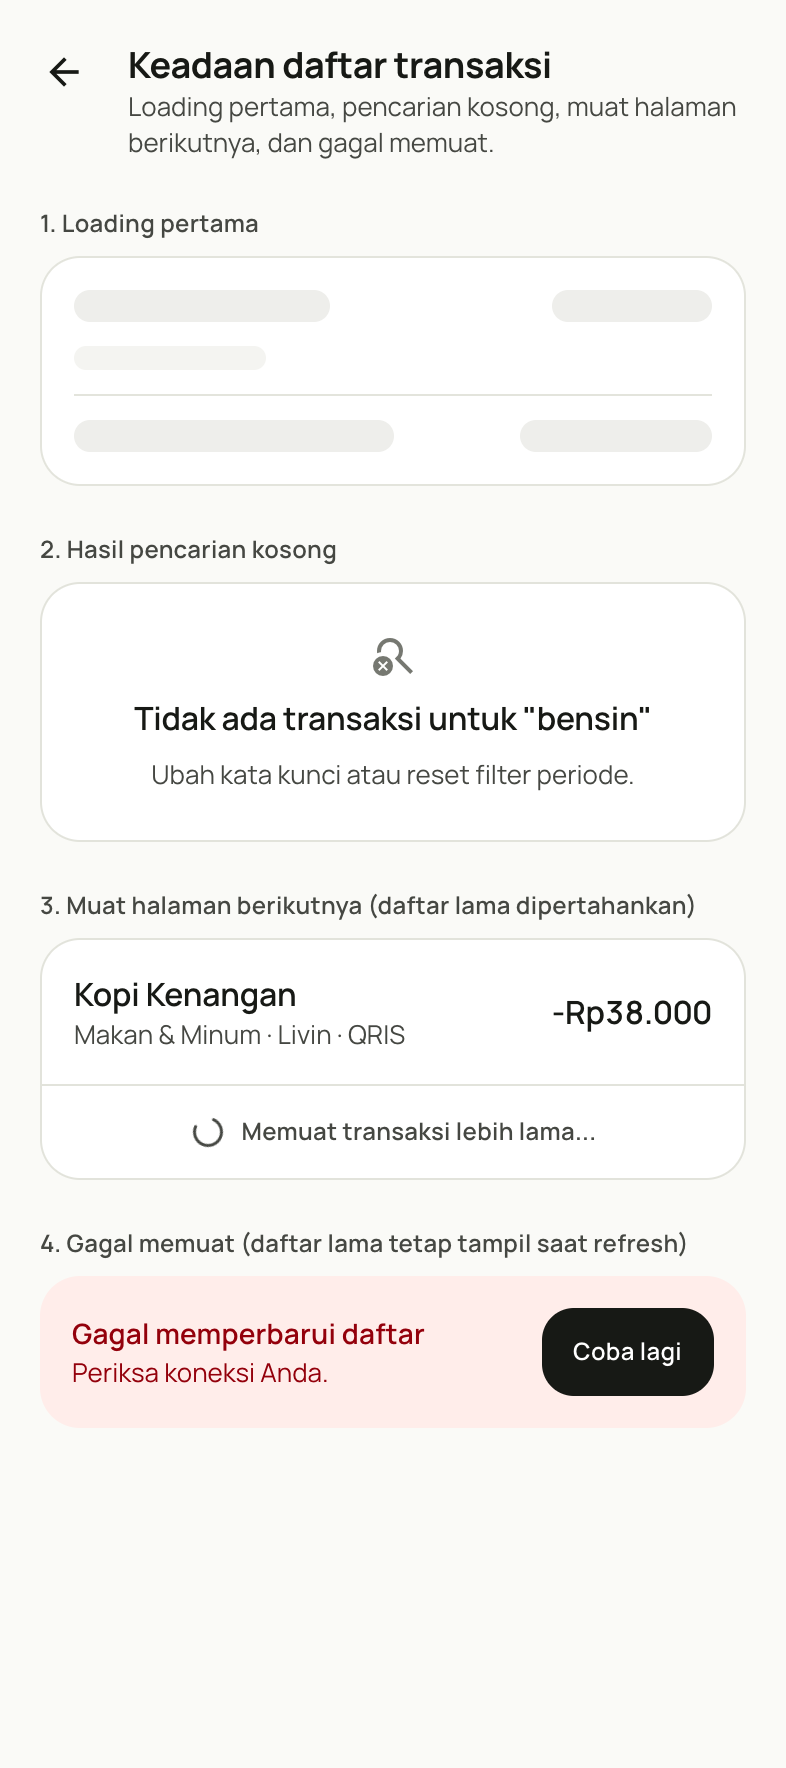 Keadaan daftar transaksi
Loading pertama, pencarian kosong, muat halaman
berikutnya, dan gagal memuat.
1. Loading pertama
2. Hasil pencarian kosong
Tidak ada transaksi untuk "bensin"
Ubah kata kunci atau reset filter periode.
3. Muat halaman berikutnya (daftar lama dipertahankan)
Kopi Kenangan
-Rp38.000
Makan & Minum · Livin · QRIS
Memuat transaksi lebih lama...
4. Gagal memuat (daftar lama tetap tampil saat refresh)
Gagal memperbarui daftar
Periksa koneksi Anda.
Coba lagi